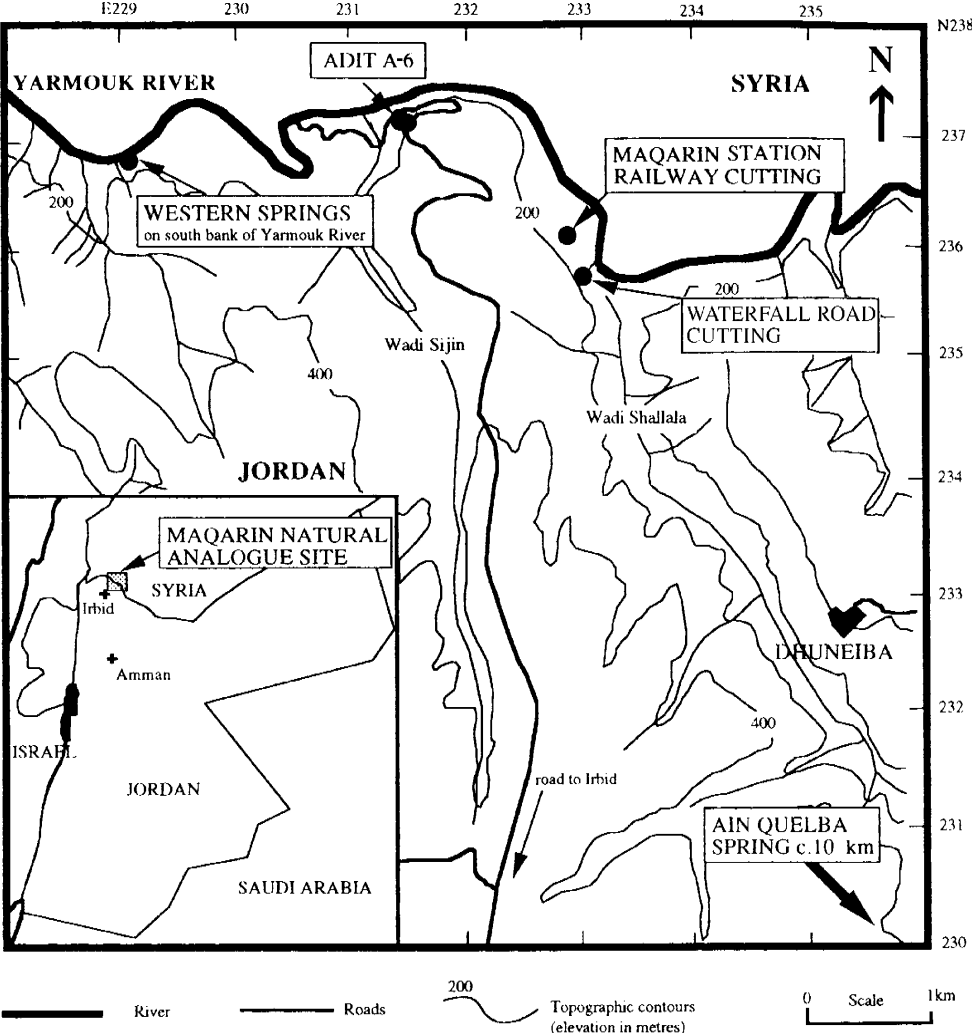 E229 230 231 232 233 234 235 N238
ADIT A-6
YARMOUK RIVER
SYRIA
N
237
MAQARIN STATION
RAILWAY CUTTING
200
WESTERN SPRINGS
on south bank of Yarmouk River
200
236
200
WATERFALL ROAD
CUTTING
Wadi Sijin
235
400
Wadi Shallala
JORDAN
234
MAQARIN NATURAL
ANALOGUE SITE
SYRIA
Irbid
233
DHUNEIBA
Amman
232
400
ISRAEL
road to Irbid
JORDAN
AIN QUELBA
SPRING c.10 km
231
SAUDI ARABIA
230
River
Roads
200
Topographic contours
(elevation in metres)
0 Scale 1km